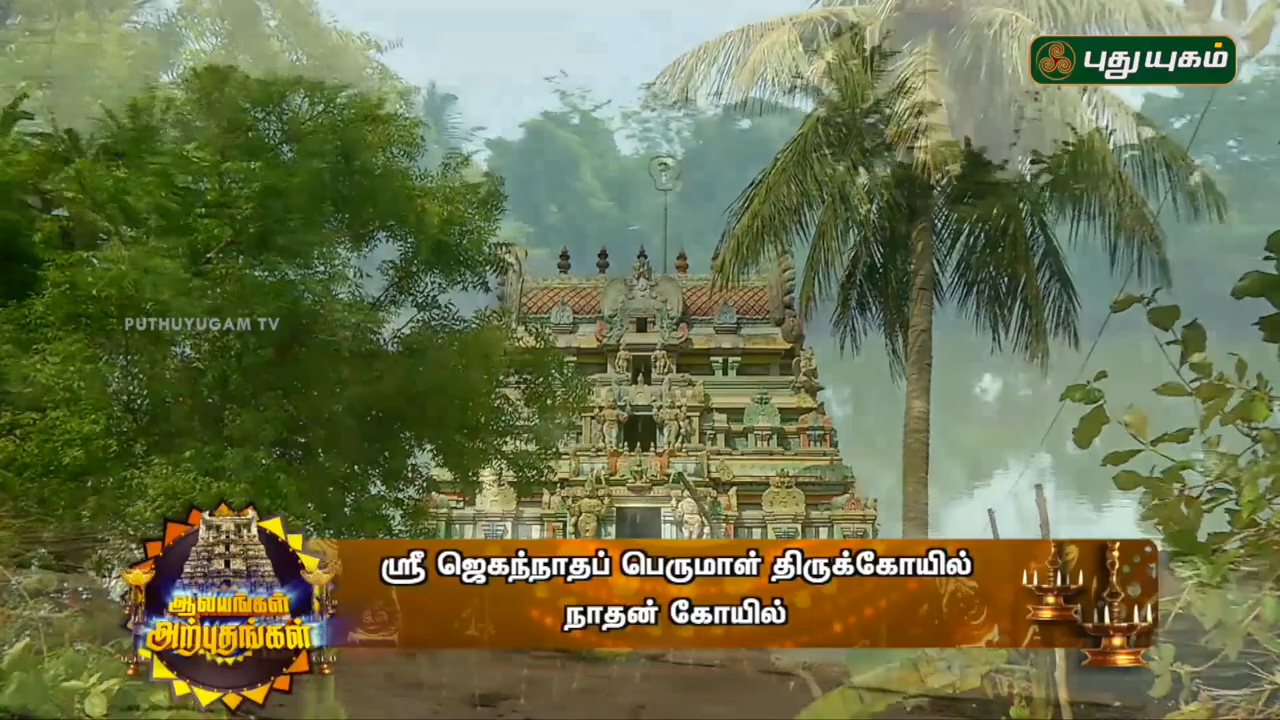 புதுயுகம்
PUTHUYUGAM TV
ஸ்ரீ ஜெகந்நாதப் பெருமாள் திருக்கோயில்
நாதன் கோயில்
ஆலயங்கள்
அற்புதங்கள்